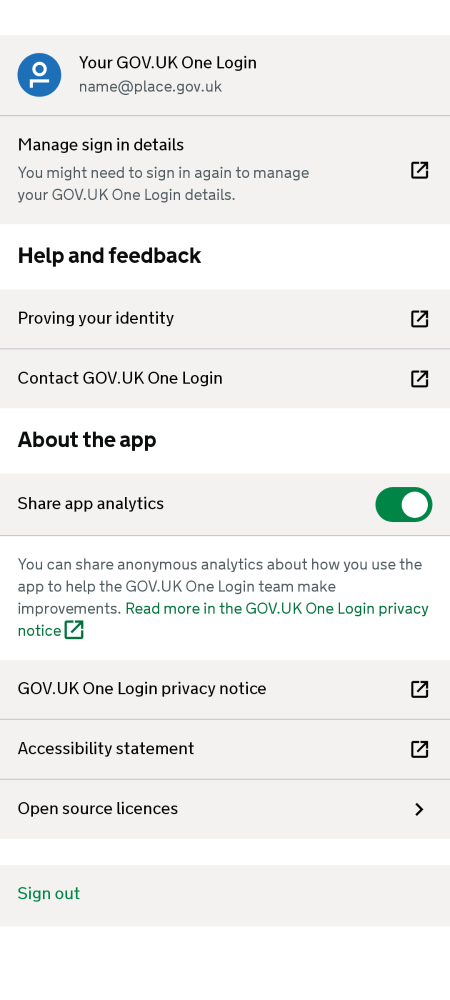 Your GOV.UK One Login
name@place.gov.uk
Manage sign in details
You might need to sign in again to manage
your GOV.UK One Login details.
Help and feedback
Proving your identity
Contact GOV.UK One Login
About the app
Share app analytics
You can share anonymous analytics about how you use the
app to help the GOV.UK One Login team make
improvements. Read more in the GOV.UK One Login privacy
notice
GOV.UK One Login privacy notice
Accessibility statement
Open source licences
Sign out